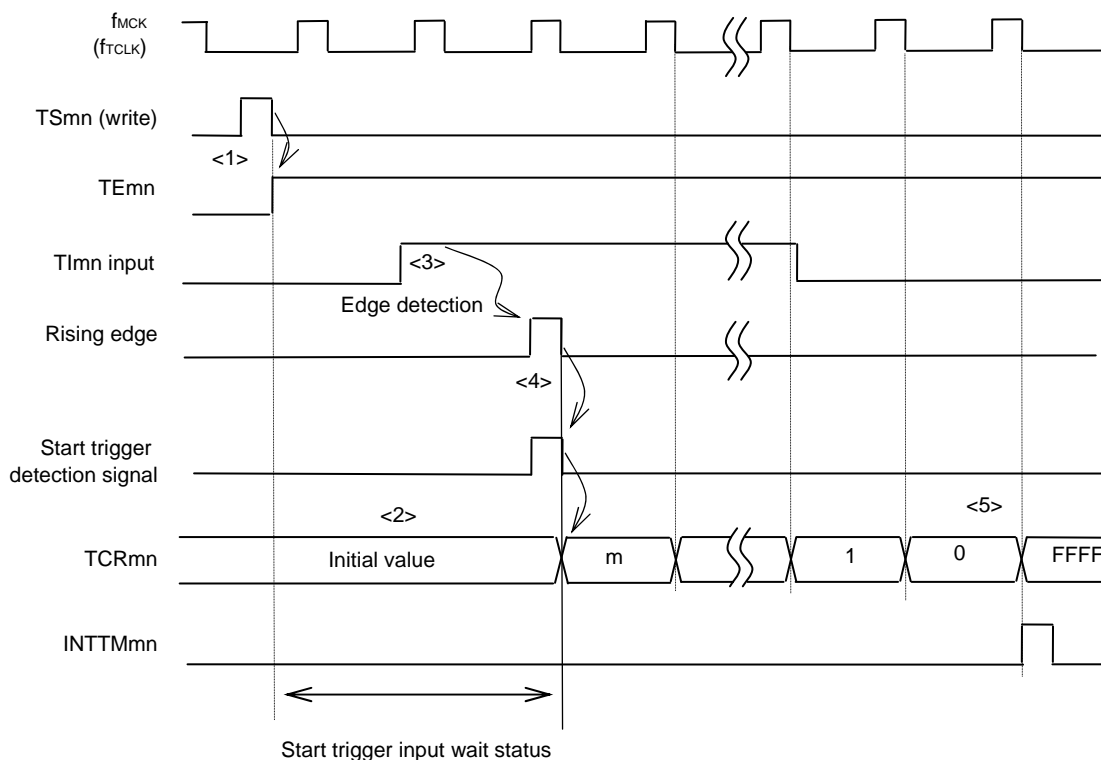 fMCK
(fTCLK)
TSmn (write)
<1>
TEmn
TImn input
<3>
Edge detection
Rising edge
<4>
Start trigger
detection signal
<2>
<5>
TCRmn
Initial value
m
1
0
FFFF
INTTMmn
Start trigger input wait status